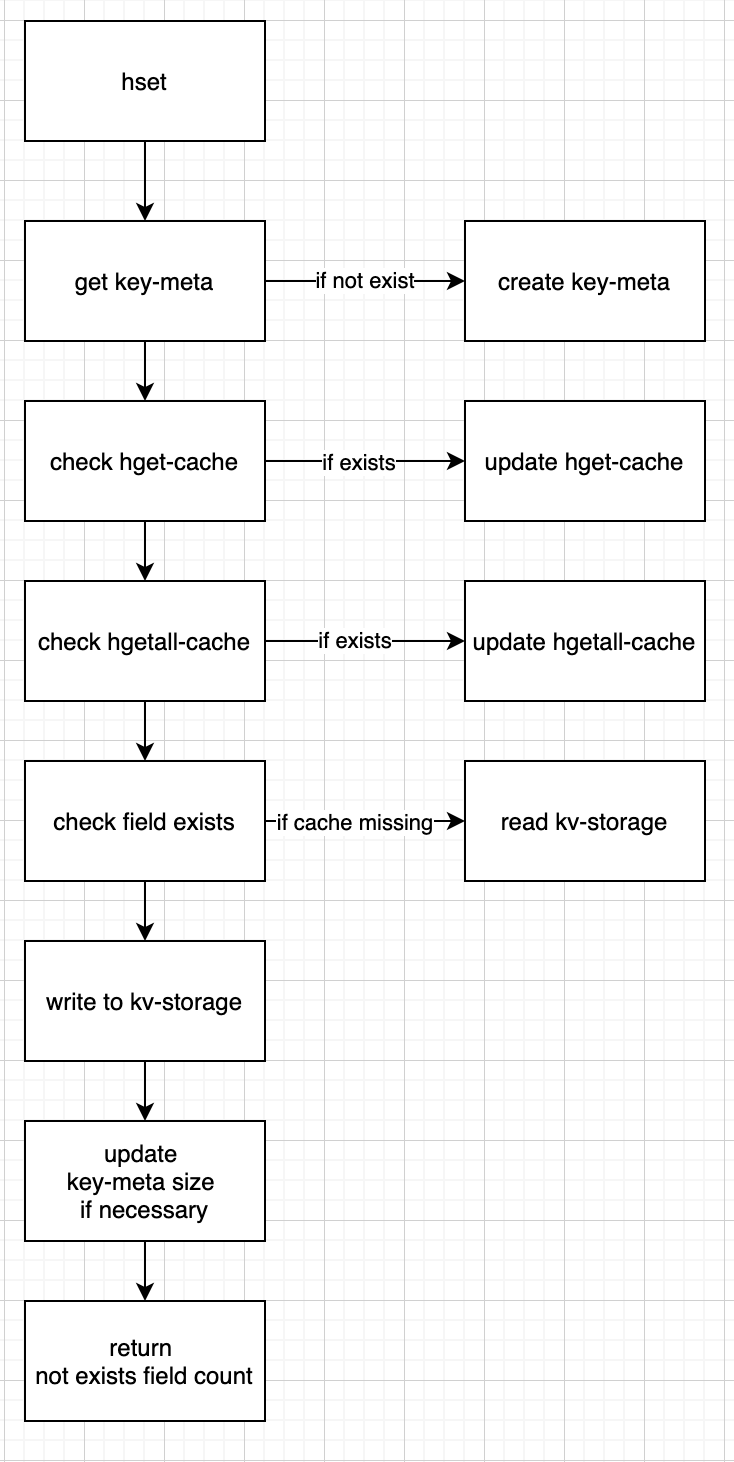 hset
get key-meta
if not exist
create key-meta
check hget-cache
if exists
update hget-cache
check hgetall-cache
if exists
update hgetall-cache
check field exists
if cache missing
read kv-storage
write to kv-storage
update
key-meta size
if necessary
return
not exists field count